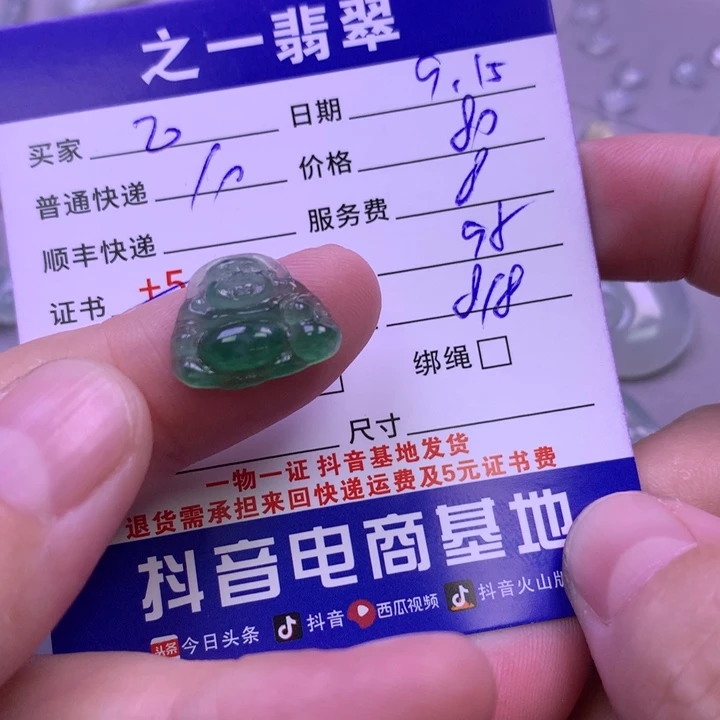 之一翡翠
买家 20 日期 9.15
普通快递 10 价格 80
顺丰快递 服务费 8
证书 +5 98
818
绑绳
尺寸
一物一证 抖音基地发货
退货需承担来回快递运费及5元证书费
抖音电商基地
头条 今日头条 抖音 西瓜视频 抖音火山版